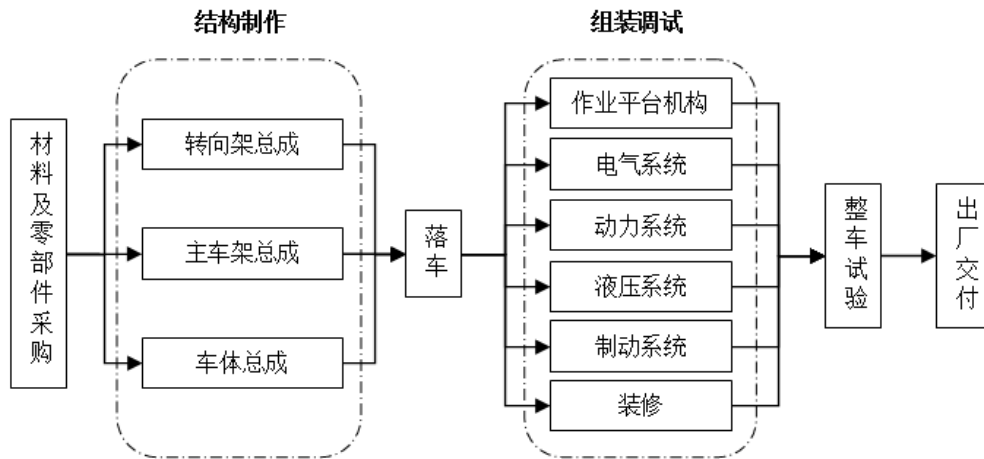 结构制作
组装调试
材料及零部件采购
转向架总成
主车架总成
车体总成
落车
作业平台机构
电气系统
动力系统
液压系统
制动系统
装修
整车试验
出厂交付